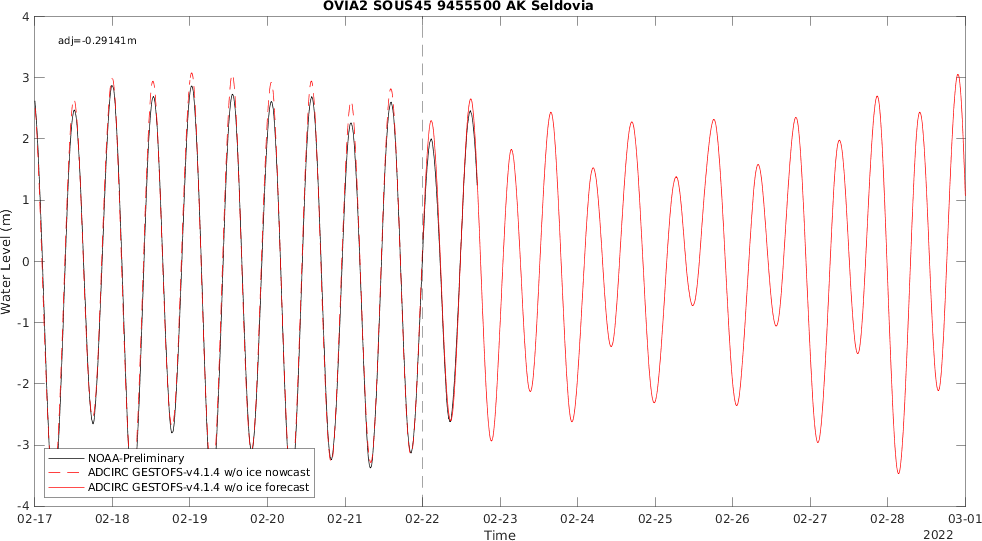 OVIA2 SOUS45 9455500 AK Seldovia
adj=-0.29141m
4
3
2
1
0
-1
-2
-3
-4
Water Level (m)
NOAA-Preliminary
ADCIRC GESTOFS-v4.1.4 w/o ice nowcast
ADCIRC GESTOFS-v4.1.4 w/o ice forecast
02-17 02-18 02-19 02-20 02-21 02-22 02-23 02-24 02-25 02-26 02-27 02-28 03-01
Time
2022